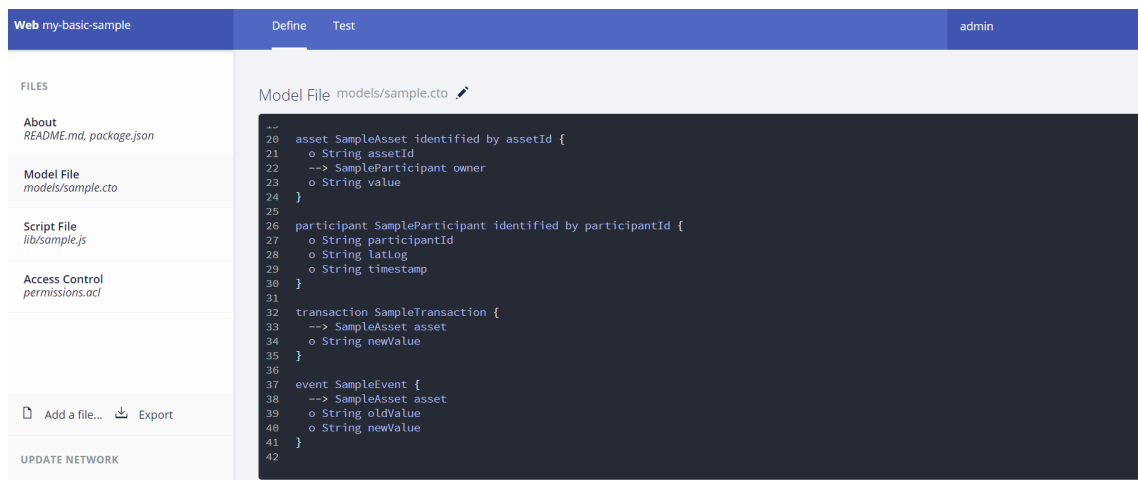 Web my-basic-sample
Define
Test
admin
FILES
About
README.md, package.json
Model File
models/sample.cto
Script File
lib/sample.js
Access Control
permissions.acl
Add a file...
Export
UPDATE NETWORK
Model File models/sample.cto
20 asset SampleAsset identified by assetId {
21   o String assetId
22   --> SampleParticipant owner
23   o String value
24 }
25
26 participant SampleParticipant identified by participantId {
27   o String participantId
28   o String latLog
29   o String timestamp
30 }
31
32 transaction SampleTransaction {
33   --> SampleAsset asset
34   o String newValue
35 }
36
37 event SampleEvent {
38   --> SampleAsset asset
39   o String oldValue
40   o String newValue
41 }
42